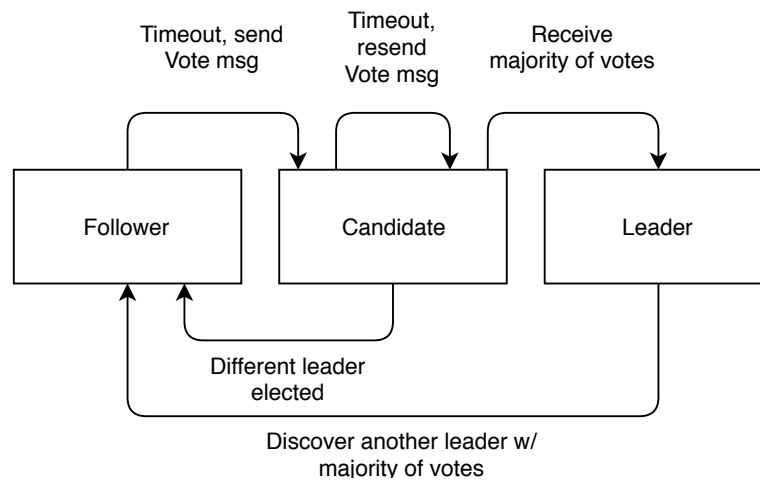 Timeout, send
Vote msg
Timeout,
resend
Vote msg
Receive
majority of votes
Follower
Candidate
Leader
Different leader
elected
Discover another leader w/
majority of votes